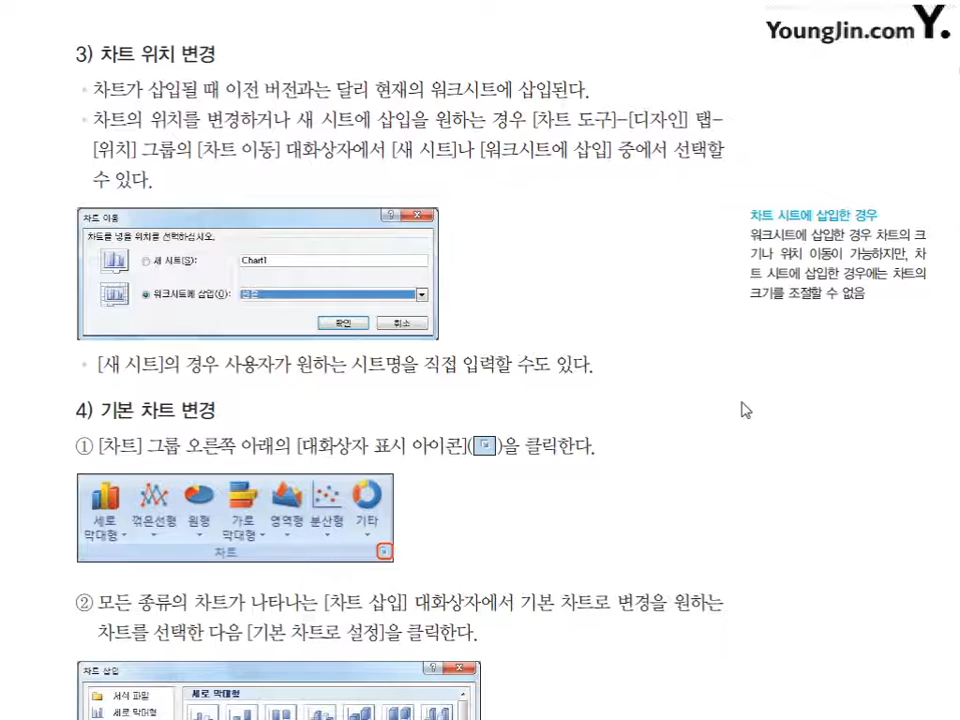 YoungJin.com Y.
3) 차트 위치 변경
• 차트가 삽입될 때 이전 버전과는 달리 현재의 워크시트에 삽입된다.
• 차트의 위치를 변경하거나 새 시트에 삽입을 원하는 경우 [차트 도구]-[디자인] 탭-
[위치] 그룹의 [차트 이동] 대화상자에서 [새 시트]나 [워크시트에 삽입] 중에서 선택할
수 있다.
차트 이동
차트를 넣을 위치를 선택하십시오.
새 시트(S): Chart1
워크시트에 삽입(O):
확인 취소
차트 시트에 삽입한 경우
워크시트에 삽입한 경우 차트의 크
기나 위치 이동이 가능하지만, 차
트 시트에 삽입한 경우에는 차트의
크기를 조절할 수 없음
• [새 시트]의 경우 사용자가 원하는 시트명을 직접 입력할 수도 있다.
4) 기본 차트 변경
① [차트] 그룹 오른쪽 아래의 [대화상자 표시 아이콘]( )을 클릭한다.
세로 꺾은선형 원형 가로 영역형 분산형 기타
막대형 막대형
차트
② 모든 종류의 차트가 나타나는 [차트 삽입] 대화상자에서 기본 차트로 변경을 원하는
차트를 선택한 다음 [기본 차트로 설정]을 클릭한다.
차트 삽입
서식 파일 세로 막대형
세로 막대형